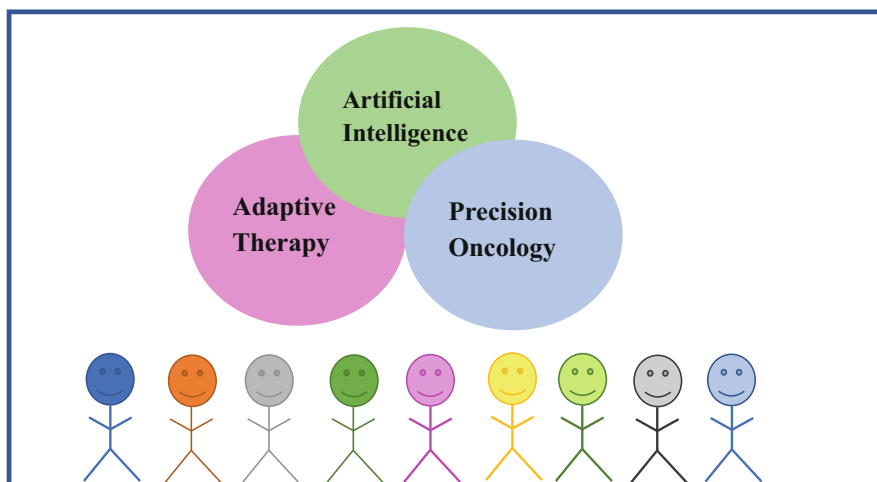 Artificial
Intelligence
Adaptive
Therapy
Precision
Oncology